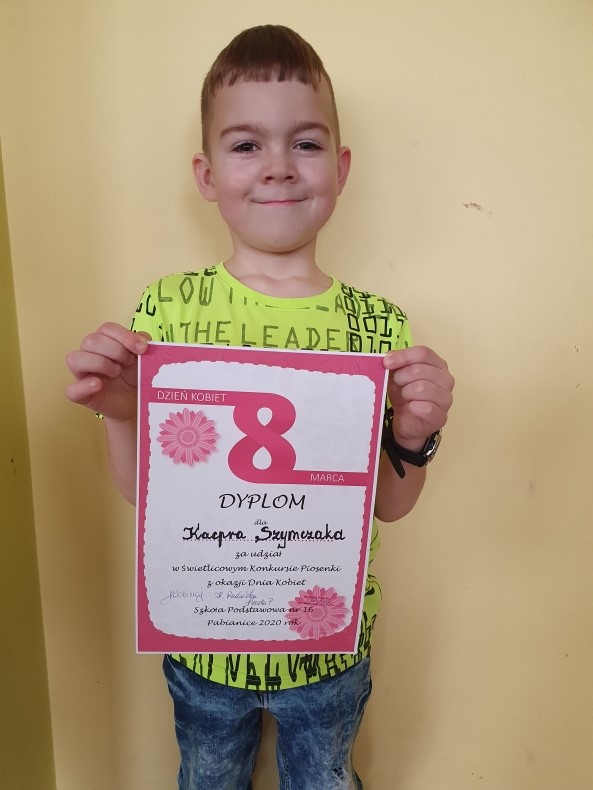 LOW THE LEADER
W THE LEADER
DZIEŃ KOBIET
8
MARCA
DYPLOM
dla
Kacpra Szymczaka
za udział
w świetlicowym Konkursie Piosenki
z okazji Dnia Kobiet
Szkoła Podstawowa nr 16
Pabianice 2020 rok